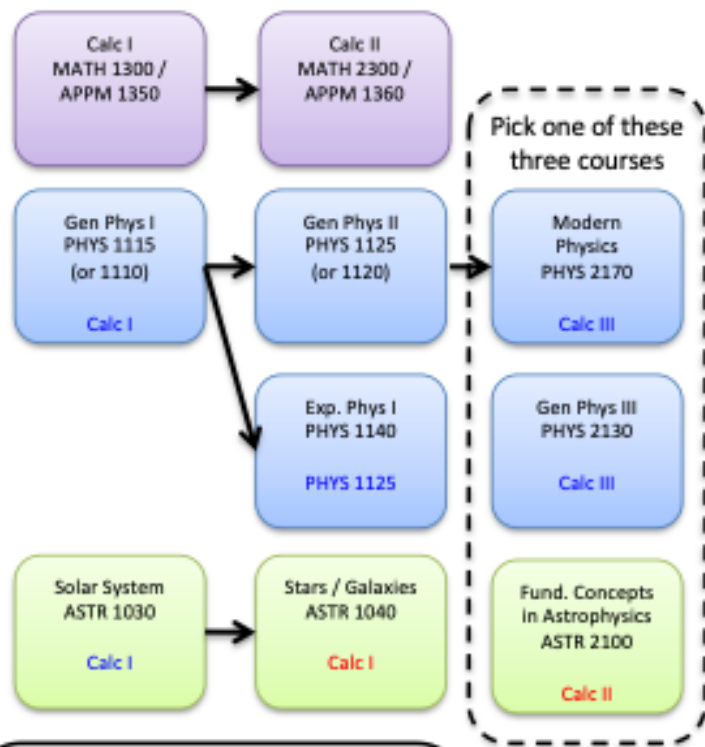 Calc I
MATH 1300 /
APPM 1350
Calc II
MATH 2300 /
APPM 1360
Pick one of these
three courses
Gen Phys I
PHYS 1115
(or 1110)
Calc I
Gen Phys II
PHYS 1125
(or 1120)
Modern
Physics
PHYS 2170
Calc III
Exp. Phys I
PHYS 1140
PHYS 1125
Gen Phys III
PHYS 2130
Calc III
Solar System
ASTR 1030
Calc I
Stars / Galaxies
ASTR 1040
Calc I
Fund. Concepts
in Astrophysics
ASTR 2100
Calc II